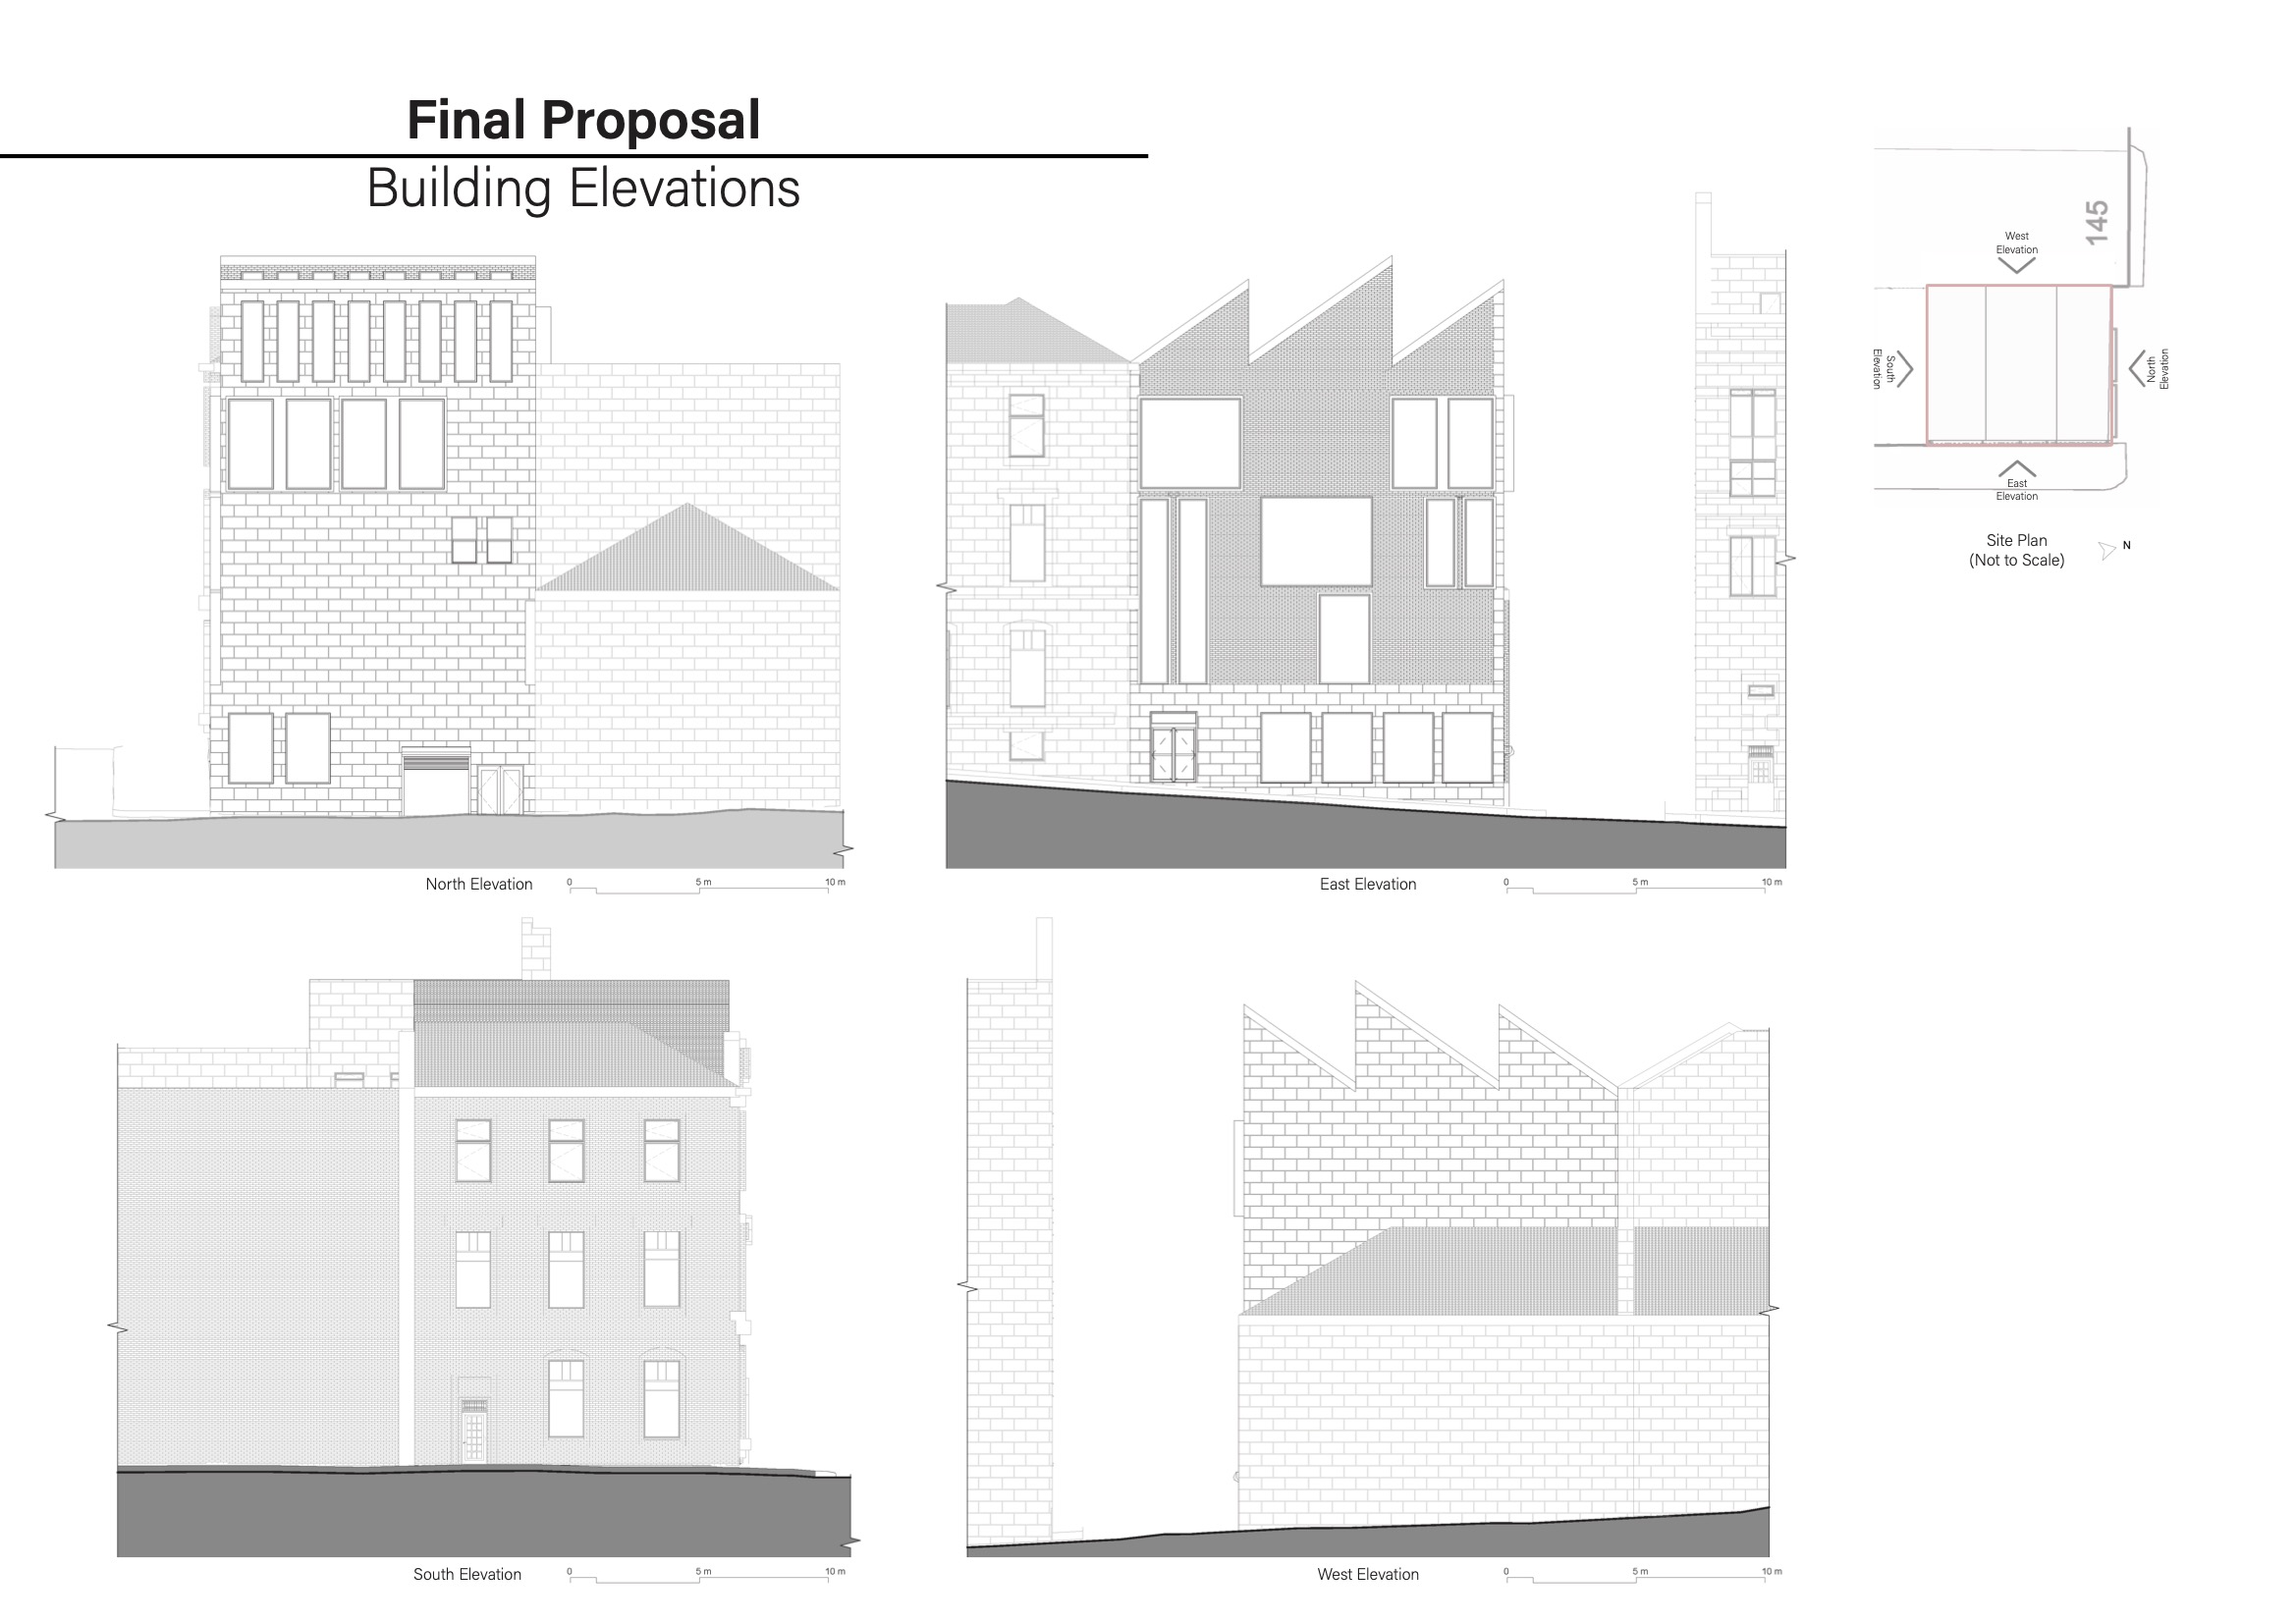 Final Proposal
Building Elevations
145
West
Elevation
South
Elevation
North
Elevation
East
Elevation
Site Plan
(Not to Scale)
N
North Elevation
0 5 m 10 m
East Elevation
0 5 m 10 m
South Elevation
0 5 m 10 m
West Elevation
0 5 m 10 m